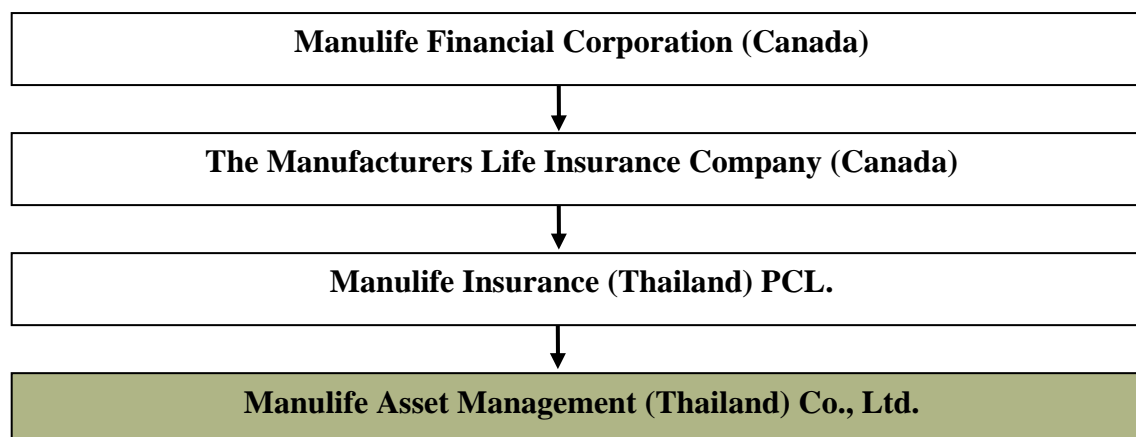 Manulife Financial Corporation (Canada)
The Manufacturers Life Insurance Company (Canada)
Manulife Insurance (Thailand) PCL.
Manulife Asset Management (Thailand) Co., Ltd.